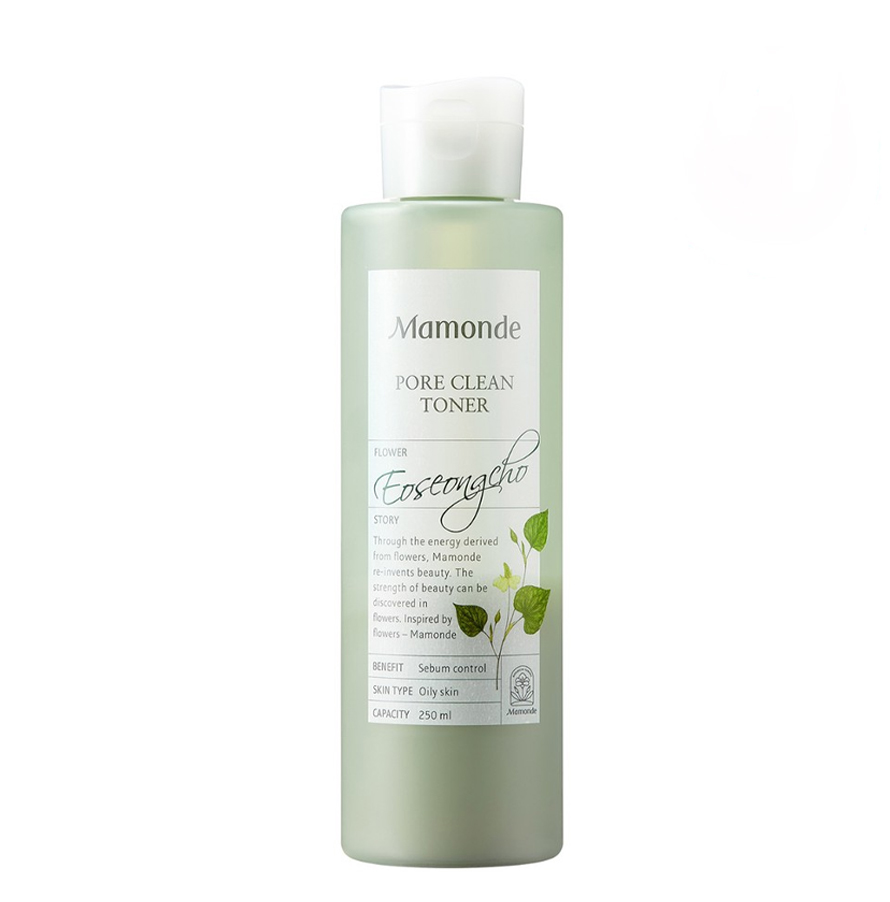 Mamonde
PORE CLEAN
TONER
FLOWER
Eoseongcho
STORY
Through the energy derived
from flowers, Mamonde
re-invents beauty. The
strength of beauty can be
discovered in
flowers. Inspired by
flowers – Mamonde
BENEFIT Sebum control
SKIN TYPE Oily skin
CAPACITY 250 ml
Mamonde